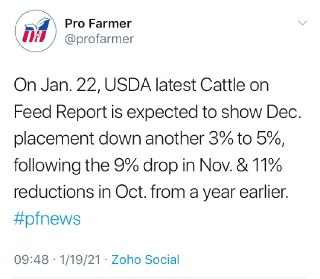 Pro Farmer
@profarmer
On Jan. 22, USDA latest Cattle on
Feed Report is expected to show Dec.
placement down another 3% to 5%,
following the 9% drop in Nov. & 11%
reductions in Oct. from a year earlier.
#pfnews
09:48 · 1/19/21 · Zoho Social